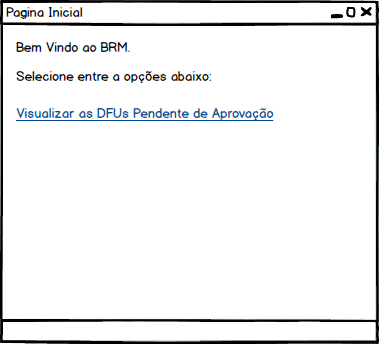 Pagina Inicial
Bem Vindo ao BRM.
Selecione entre a opções abaixo:
Visualizar as DFUs Pendente de Aprovação